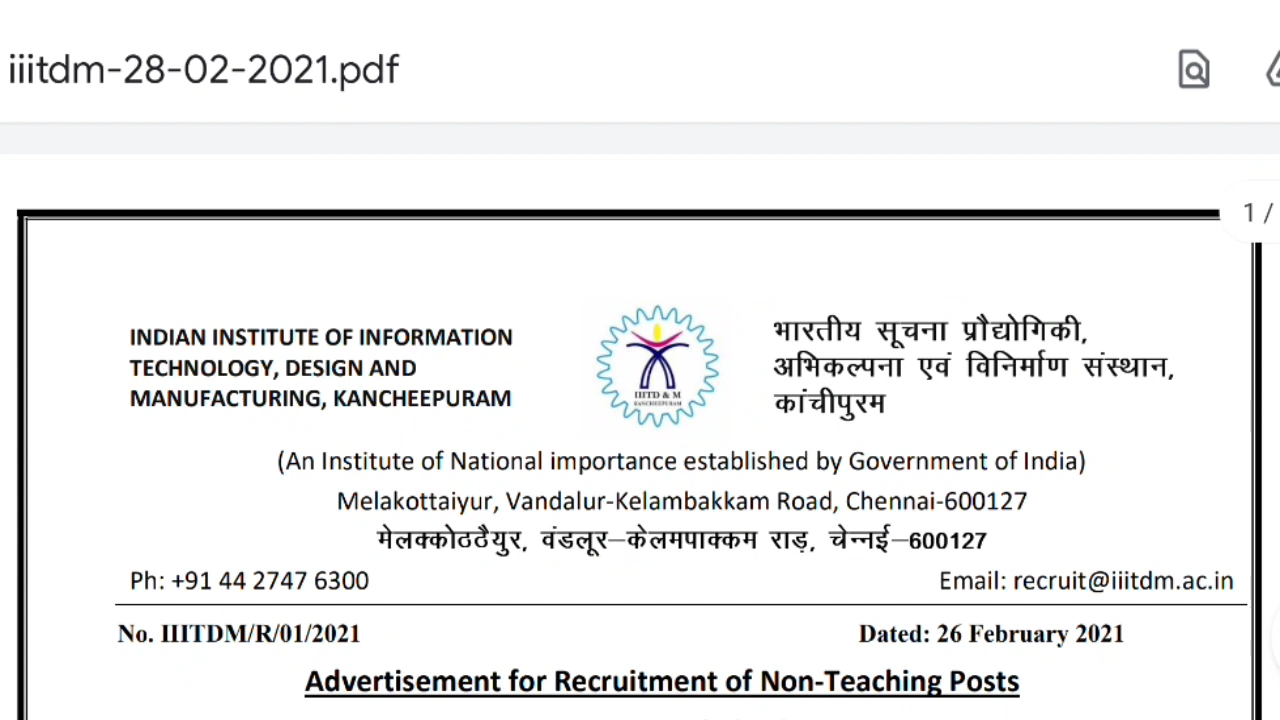 iiitdm-28-02-2021.pdf
1 /
INDIAN INSTITUTE OF INFORMATION
TECHNOLOGY, DESIGN AND
MANUFACTURING, KANCHEEPURAM
IIITD & M
KANCHEEPURAM
भारतीय सूचना प्रौद्योगिकी,
अभिकल्पना एवं विनिर्माण संस्थान,
कांचीपुरम
(An Institute of National importance established by Government of India)
Melakottaiyur, Vandalur-Kelambakkam Road, Chennai-600127
मेलक्कोठठैयुर, वंडलूर–केलमपाक्कम राड़, चेन्नई–600127
Ph: +91 44 2747 6300 Email: recruit@iiitdm.ac.in
No. IIITDM/R/01/2021 Dated: 26 February 2021
Advertisement for Recruitment of Non-Teaching Posts